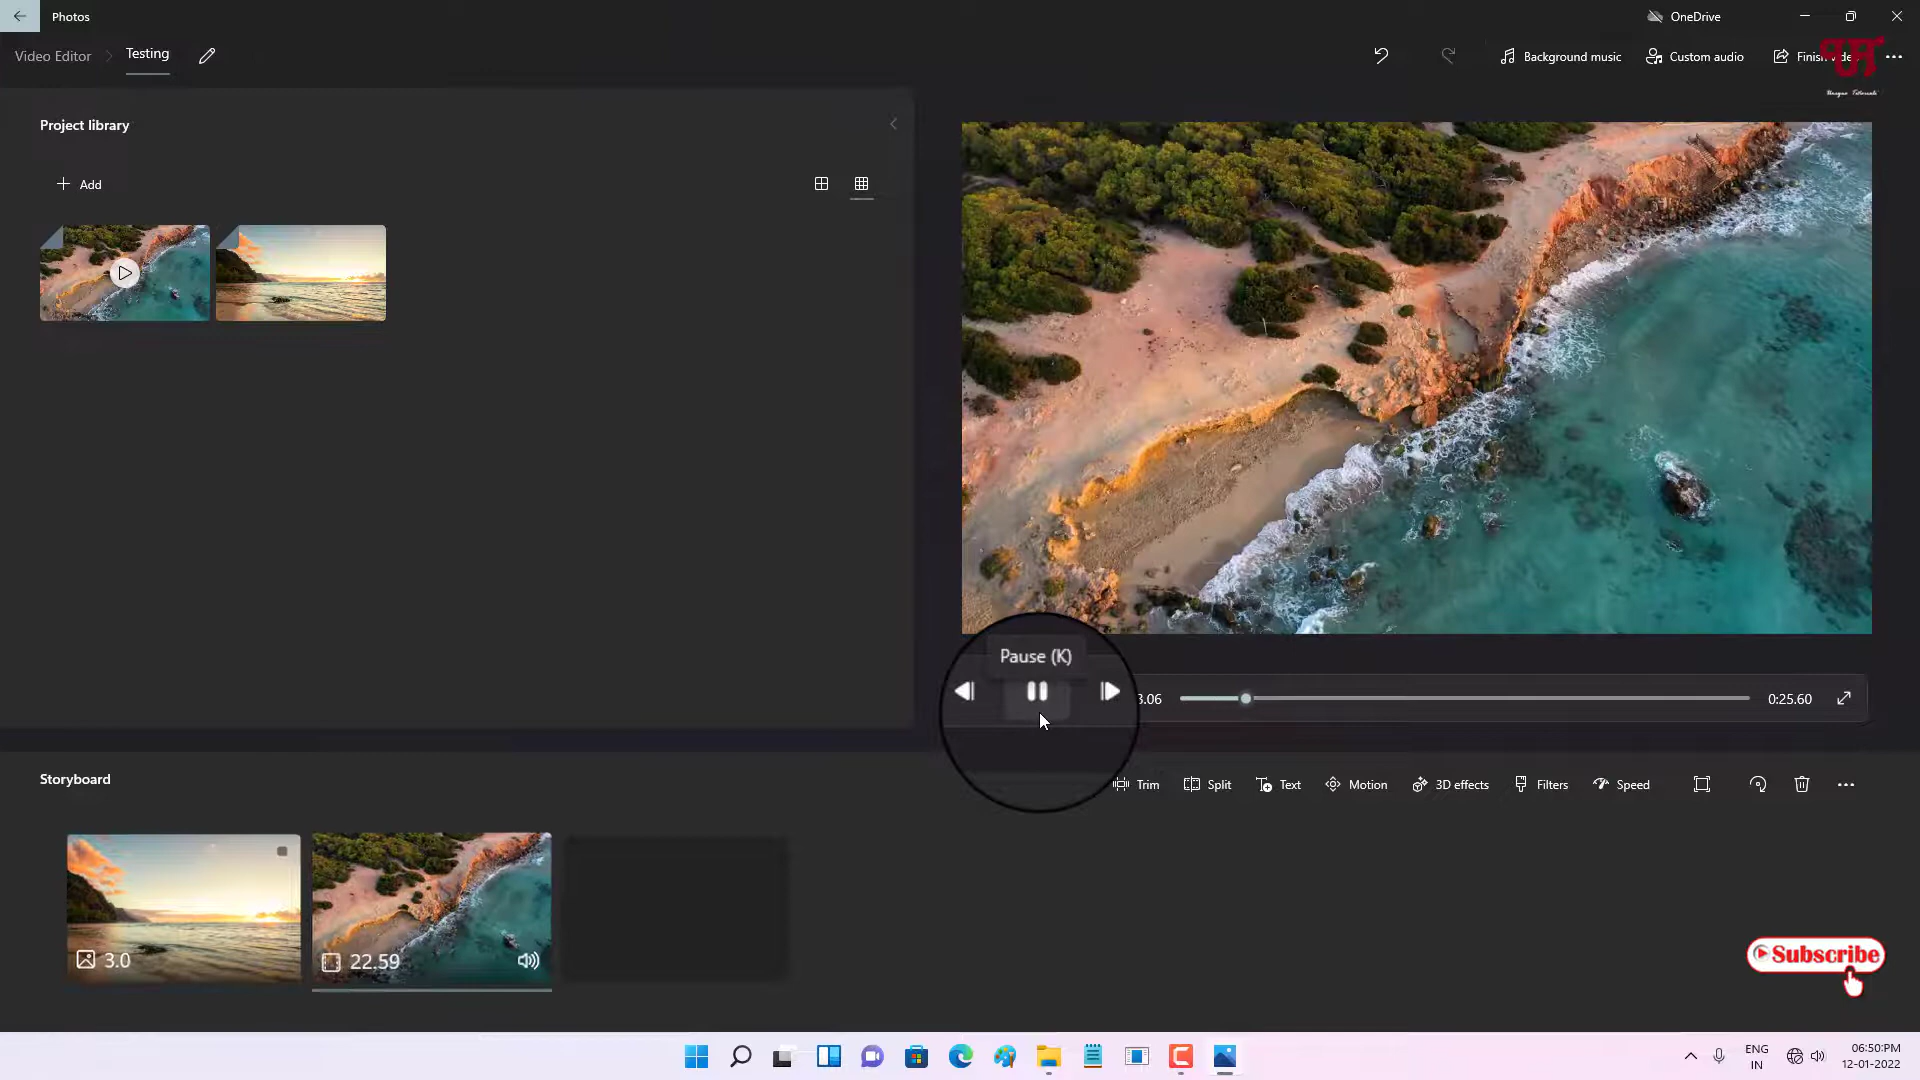 Photos
OneDrive
Video Editor
Testing
Background music
Custom audio
Project library
Add
Pause (K)
3.06
0:25.60
Storyboard
Trim
Split
Text
Motion
3D effects
Filters
Speed
3.0
22.59
Subscribe
ENG
IN
06:50:PM
12-01-2022